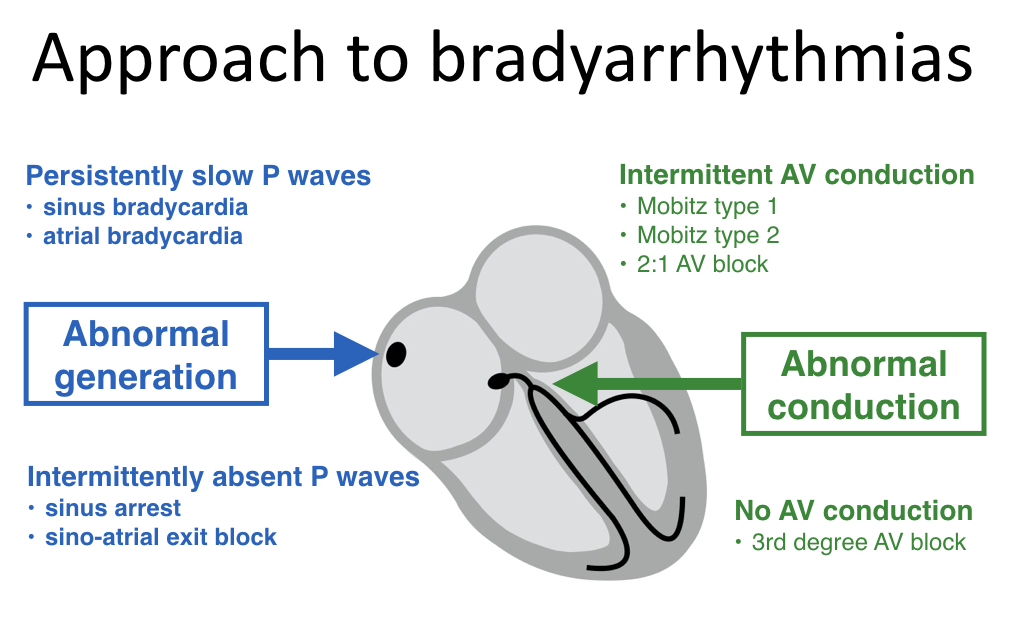 Approach to bradyarrhythmias
Persistently slow P waves
• sinus bradycardia
• atrial bradycardia
Abnormal
generation
Intermittently absent P waves
• sinus arrest
• sino-atrial exit block
Intermittent AV conduction
• Mobitz type 1
• Mobitz type 2
• 2:1 AV block
Abnormal
conduction
No AV conduction
• 3rd degree AV block